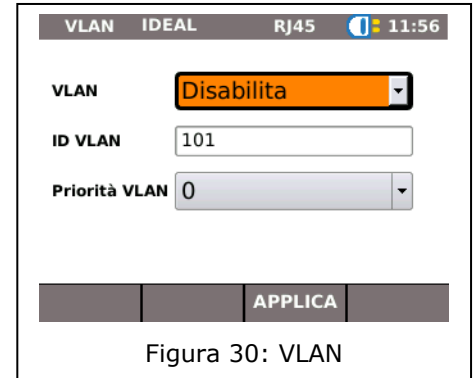 VLAN IDEAL RJ45 11:56
VLAN Disabilita
ID VLAN 101
Priorità VLAN 0
APPLICA
Figura 30: VLAN